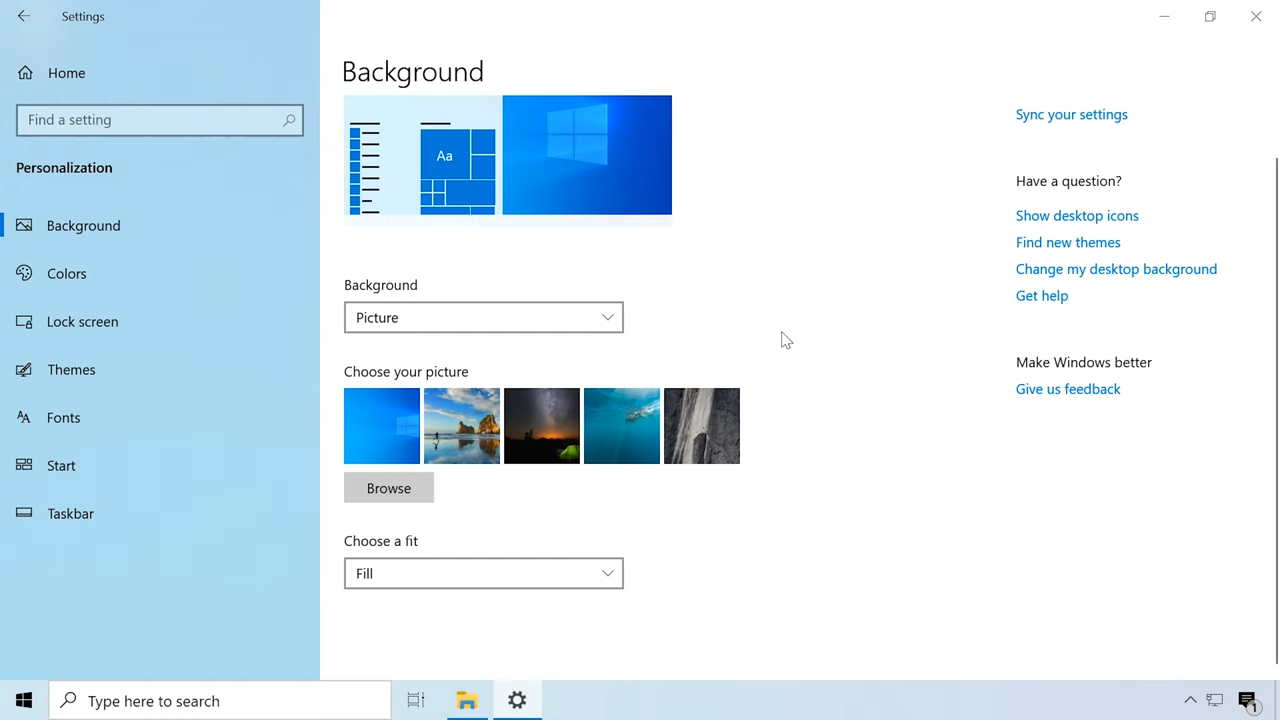 Settings
Home
Find a setting
Personalization
Background
Colors
Lock screen
Themes
Fonts
Start
Taskbar
Background
Aa
Background
Picture
Choose your picture
Browse
Choose a fit
Fill
Sync your settings
Have a question?
Show desktop icons
Find new themes
Change my desktop background
Get help
Make Windows better
Give us feedback
Type here to search
1